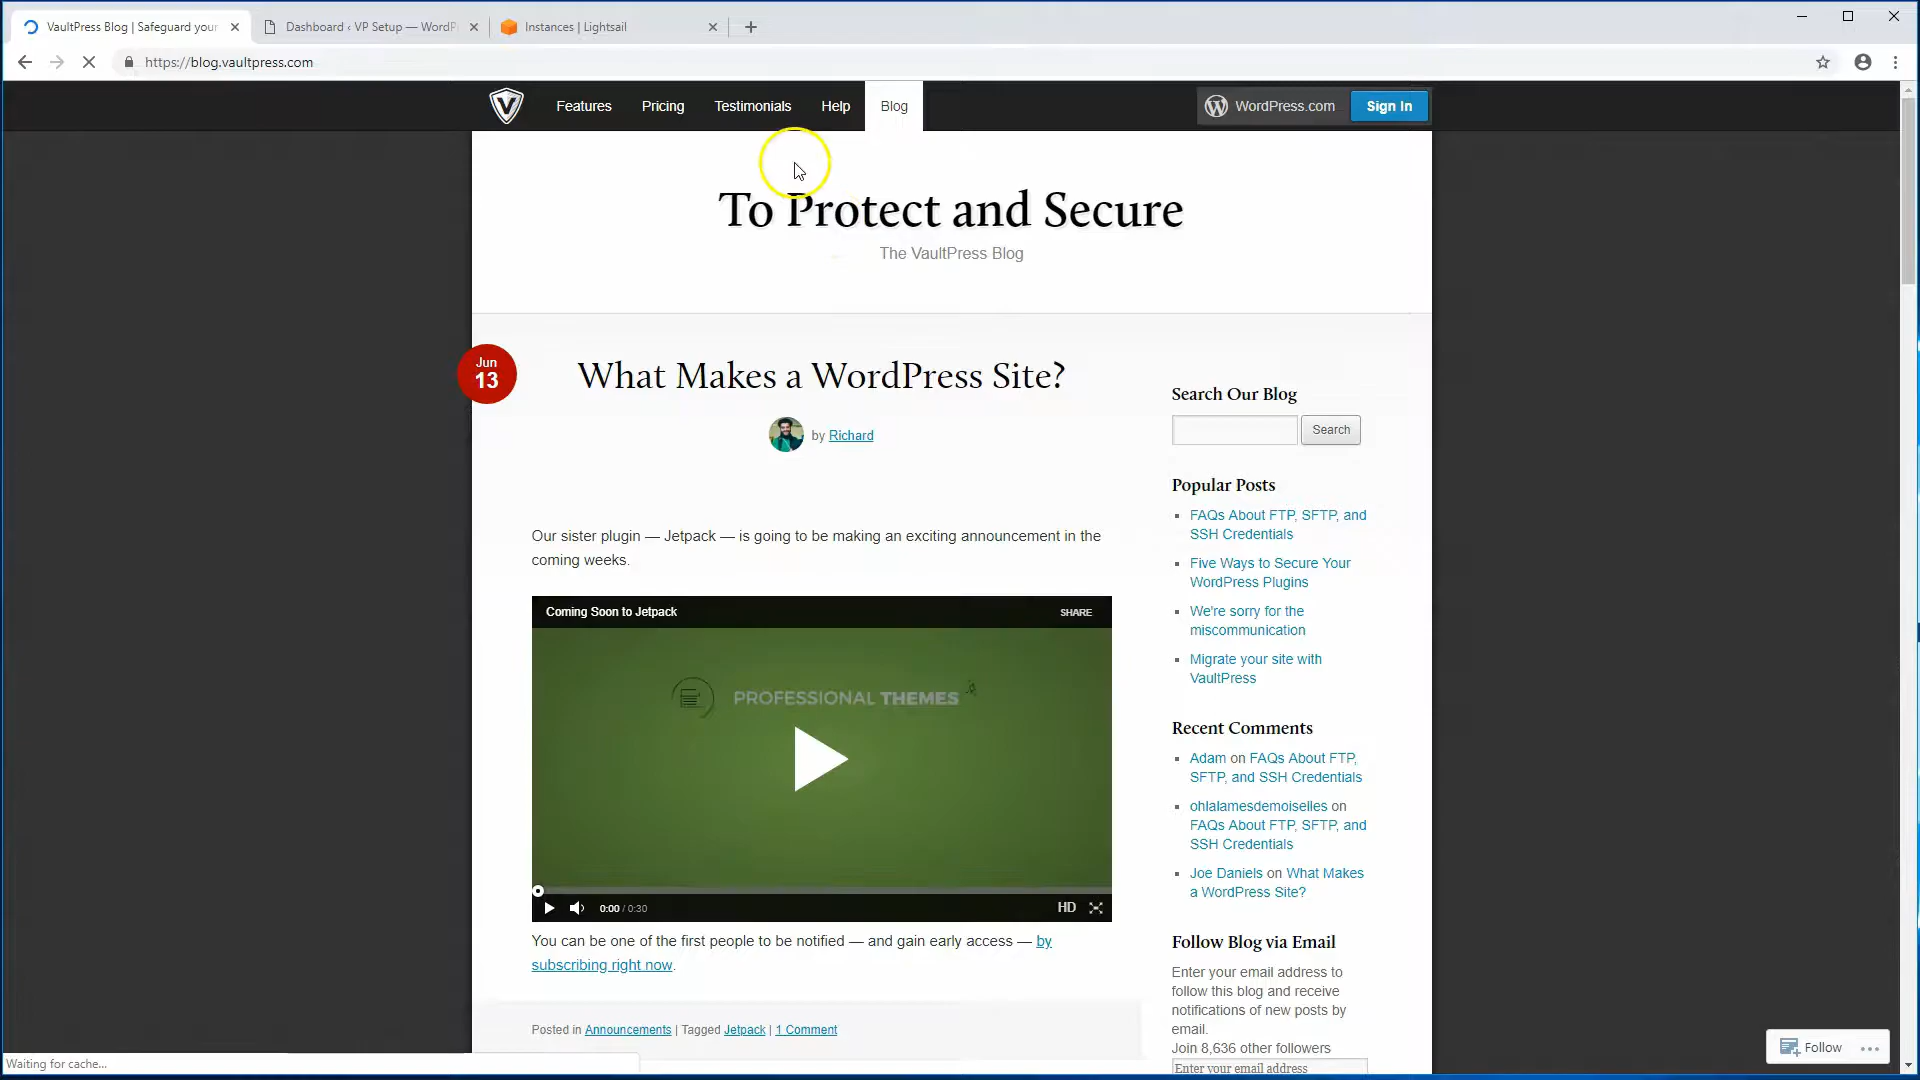 VaultPress Blog | Safeguard your
Dashboard ‹ VP Setup — WordP
Instances | Lightsail
https://blog.vaultpress.com
V
Features
Pricing
Testimonials
Help
Blog
WordPress.com
Sign In
To Protect and Secure
The VaultPress Blog
Jun
13
What Makes a WordPress Site?
by Richard
Our sister plugin — Jetpack — is going to be making an exciting announcement in the
coming weeks.
Coming Soon to Jetpack
SHARE
PROFESSIONAL THEMES
0:00 / 0:30
HD
You can be one of the first people to be notified — and gain early access — by
subscribing right now.
Posted in Announcements | Tagged Jetpack | 1 Comment
Search Our Blog
Search
Popular Posts
FAQs About FTP, SFTP, and
SSH Credentials
Five Ways to Secure Your
WordPress Plugins
We're sorry for the
miscommunication
Migrate your site with
VaultPress
Recent Comments
Adam on FAQs About FTP,
SFTP, and SSH Credentials
ohlalamesdemoiselles on
FAQs About FTP, SFTP, and
SSH Credentials
Joe Daniels on What Makes
a WordPress Site?
Follow Blog via Email
Enter your email address to
follow this blog and receive
notifications of new posts by
email.
Join 8,636 other followers
Enter your email address
Follow
Waiting for cache...